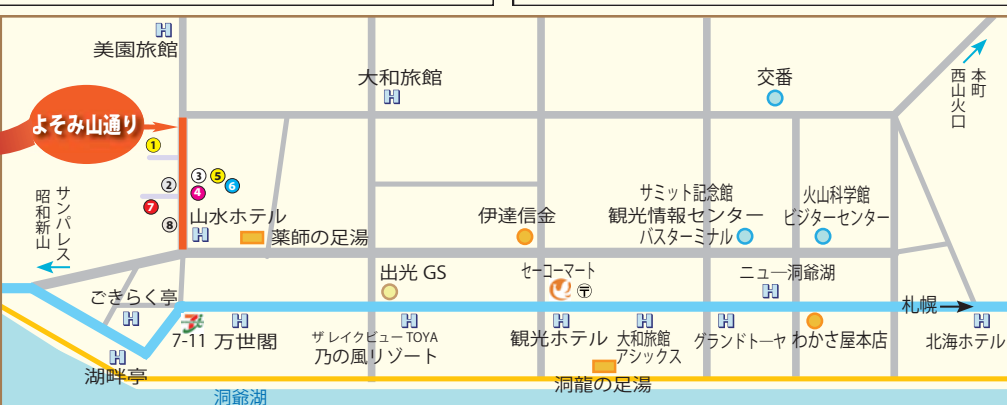 美園旅館
大和旅館
交番
本町
西山火口
よそみ山通り
1
2
3
5
4
6
7
8
サンパレス
昭和新山
山水ホテル
薬師の足湯
伊達信金
サミット記念館
観光情報センター
バスターミナル
火山科学館
ビジターセンター
出光 GS
セーコーマート
〒
ニュー洞爺湖
ごきらく亭
札幌
7-11
万世閣
ザ レイクビュー TOYA
乃の風リゾート
観光ホテル
大和旅館
アシックス
グランドトーヤ
わかさ屋本店
北海ホテル
湖畔亭
洞龍の足湯
洞爺湖